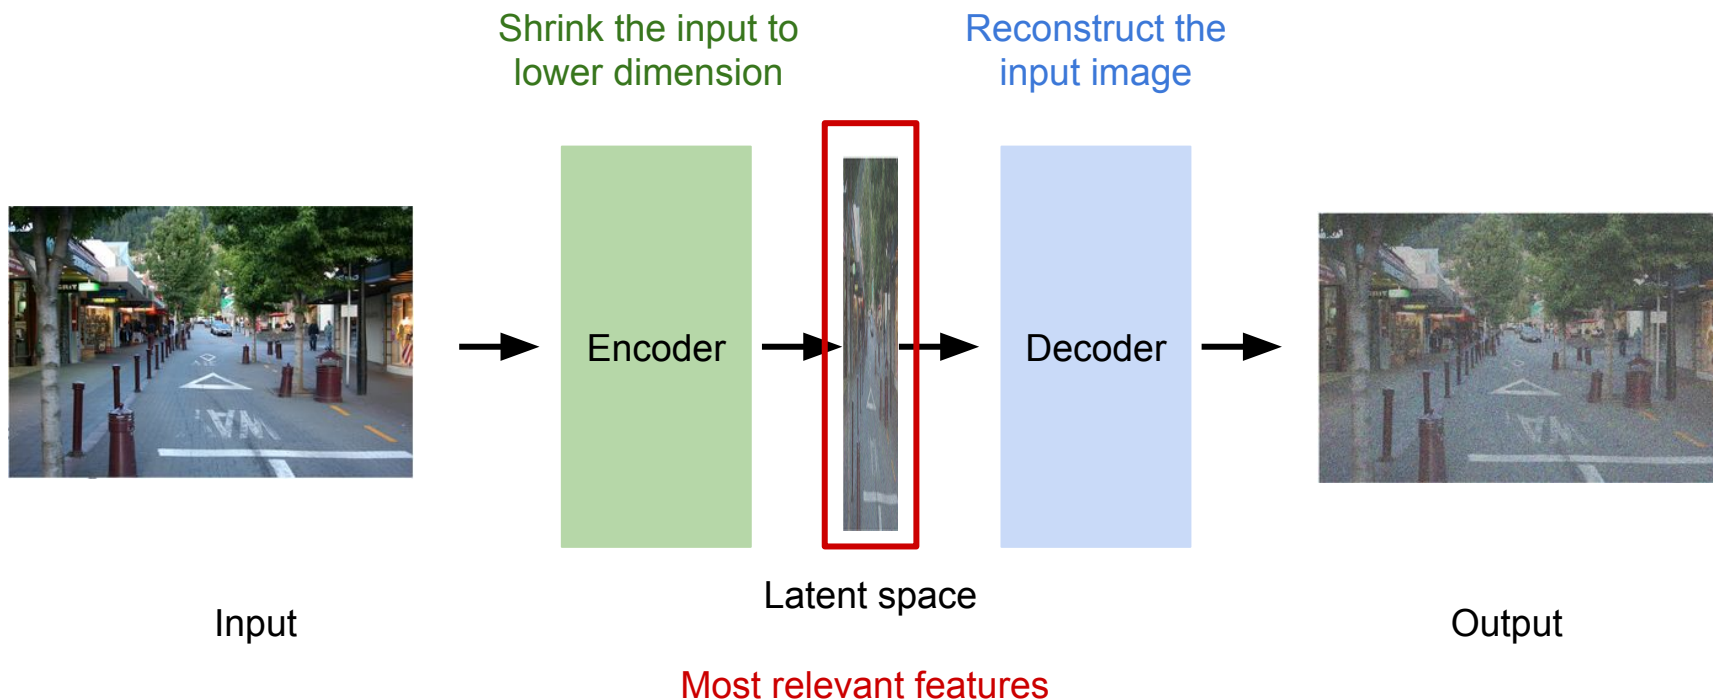 Shrink the input to
lower dimension
Reconstruct the
input image
Encoder
Decoder
Latent space
Input
Output
Most relevant features